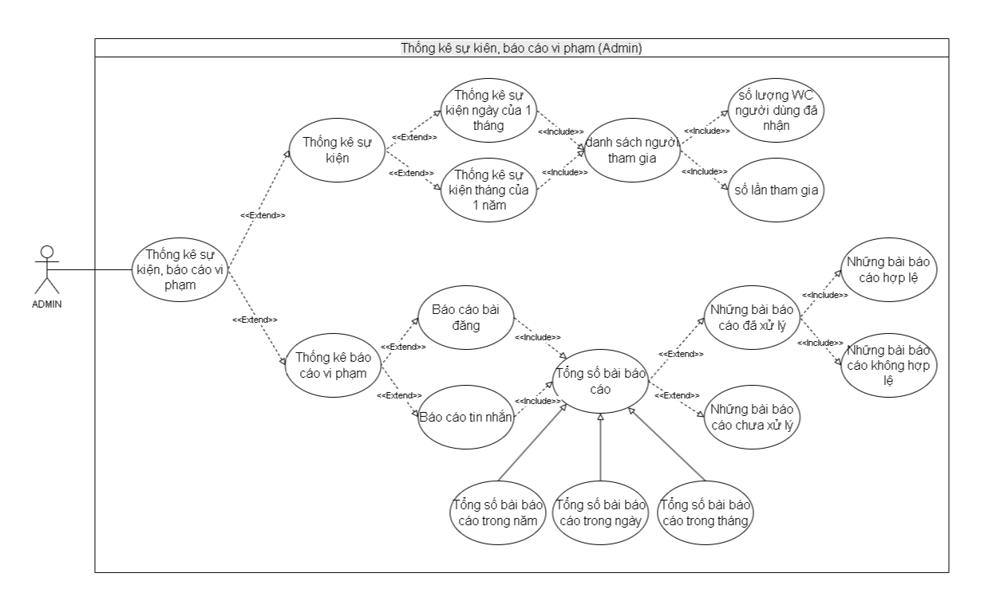 Thống kê sự kiên, báo cáo vi phạm (Admin)
Thống kê sự
kiện ngày của 1
tháng
số lượng WC
người dùng đã
nhận
<<Extend>>
<<Include>>
<<Include>>
Thống kê sự
kiện
danh sách người
tham gia
<<Extend>>
<<Include>>
<<Include>>
Thống kê sự
kiện tháng của
1 năm
số lần tham gia
<<Extend>>
Thống kê sự
kiện, báo cáo vi
phạm
ADMIN
<<Extend>>
Những bài báo
cáo hợp lệ
<<Include>>
Báo cáo bài
đăng
Những bài báo
cáo đã xử lý
<<Extend>>
<<Include>>
<<Extend>>
<<Include>>
Thống kê báo
cáo vi phạm
Tổng số bài báo
cáo
Những bài báo
cáo không hợp
lệ
<<Extend>>
<<Include>>
<<Extend>>
Báo cáo tin nhắn
Những bài báo
cáo chưa xử lý
Tổng số bài báo
cáo trong năm
Tổng số bài báo
cáo trong ngày
Tổng số bài báo
cáo trong tháng